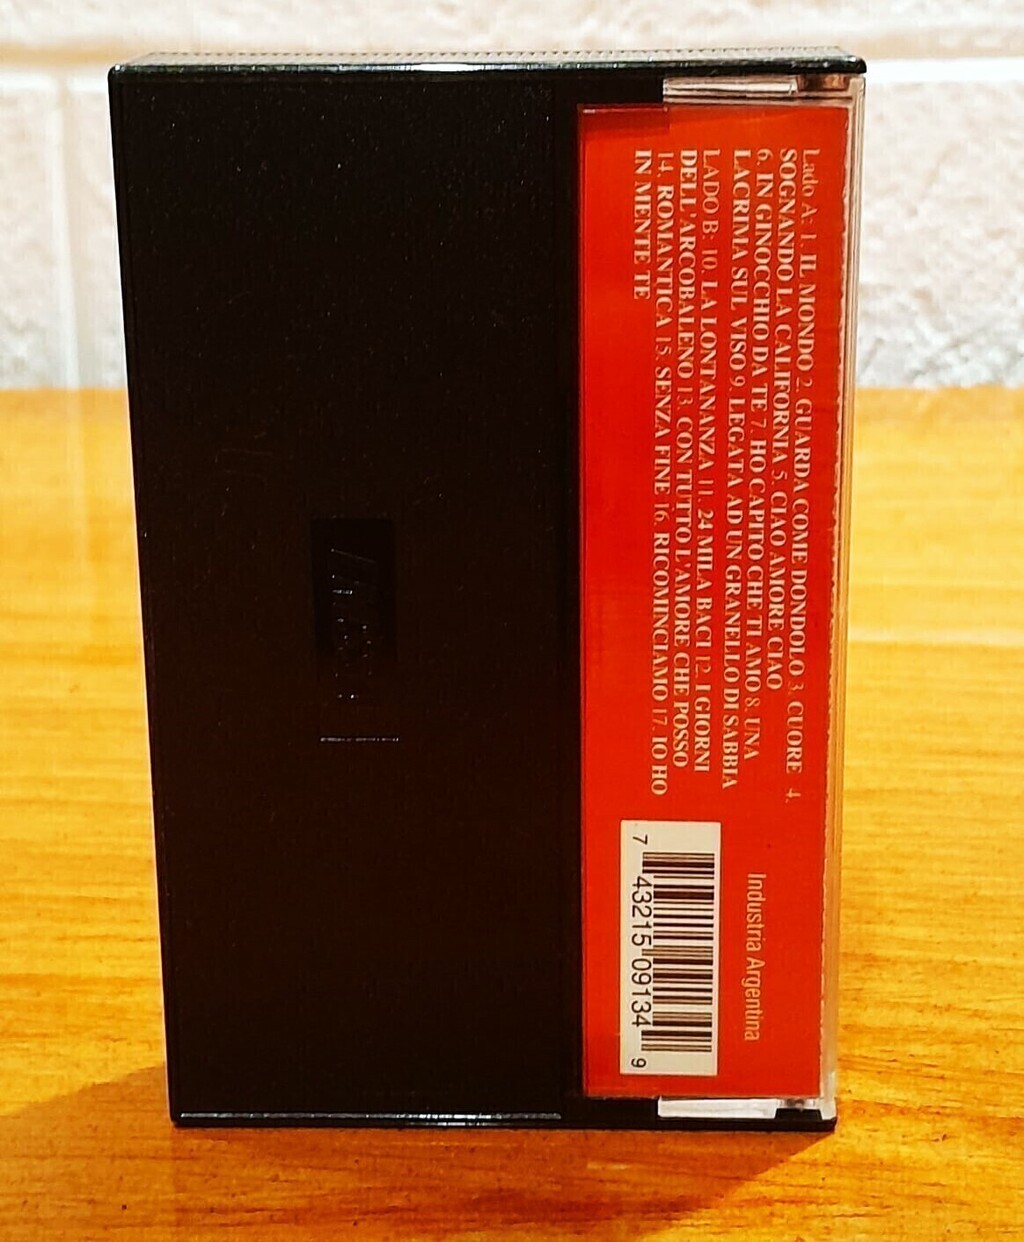 Lado A: 1. IL MONDO 2. GUARDA COME DONDOLO 3. CUORE 4.
SOGNANDO LA CALIFORNIA 5. CIAO AMORE CIAO
6. IN GINOCCHIO DA TE 7. HO CAPITO CHE TI AMO 8. UNA
LACRIMA SUL VISO 9. LEGATA AD UN GRANELLO DI SABBIA
LADO B: 10. LA LONTANANZA 11. 24 MILA BACI 12. I GIORNI
DELL'ARCOBALENO 13. CON TUTTO L'AMORE CHE POSSO
14. ROMANTICA 15. SENZA FINE 16. RICOMINCIAMO 17. IO HO
IN MENTE TE
Industria Argentina
7 43215 09134 9